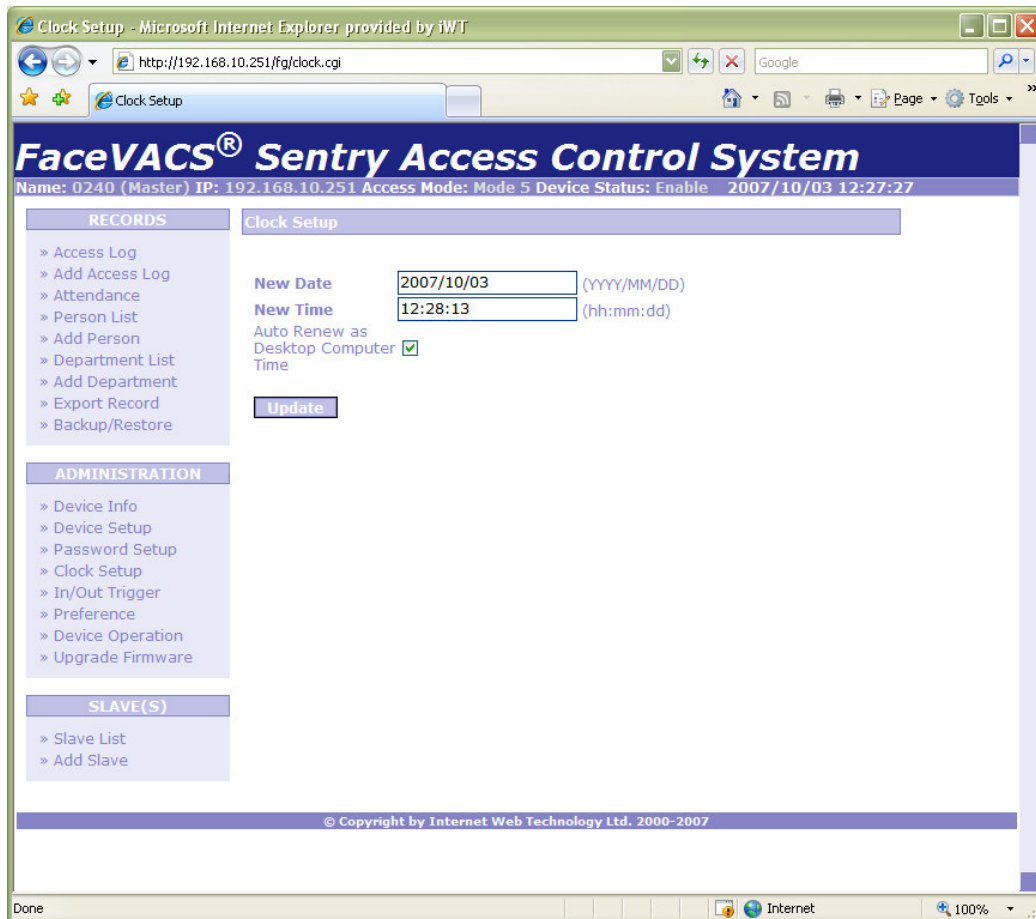 Clock Setup - Microsoft Internet Explorer provided by iWT
http://192.168.10.251/fg/clock.cgi
Google
Clock Setup
Page
Tools
»
FaceVACS® Sentry Access Control System
Name: 0240 (Master) IP: 192.168.10.251 Access Mode: Mode 5 Device Status: Enable 2007/10/03 12:27:27
RECORDS
» Access Log
» Add Access Log
» Attendance
» Person List
» Add Person
» Department List
» Add Department
» Export Record
» Backup/Restore
ADMINISTRATION
» Device Info
» Device Setup
» Password Setup
» Clock Setup
» In/Out Trigger
» Preference
» Device Operation
» Upgrade Firmware
SLAVE(S)
» Slave List
» Add Slave
Clock Setup
New Date 2007/10/03 (YYYY/MM/DD)
New Time 12:28:13 (hh:mm:dd)
Auto Renew as
Desktop Computer
Time
Update
© Copyright by Internet Web Technology Ltd. 2000-2007
Done
Internet
100%